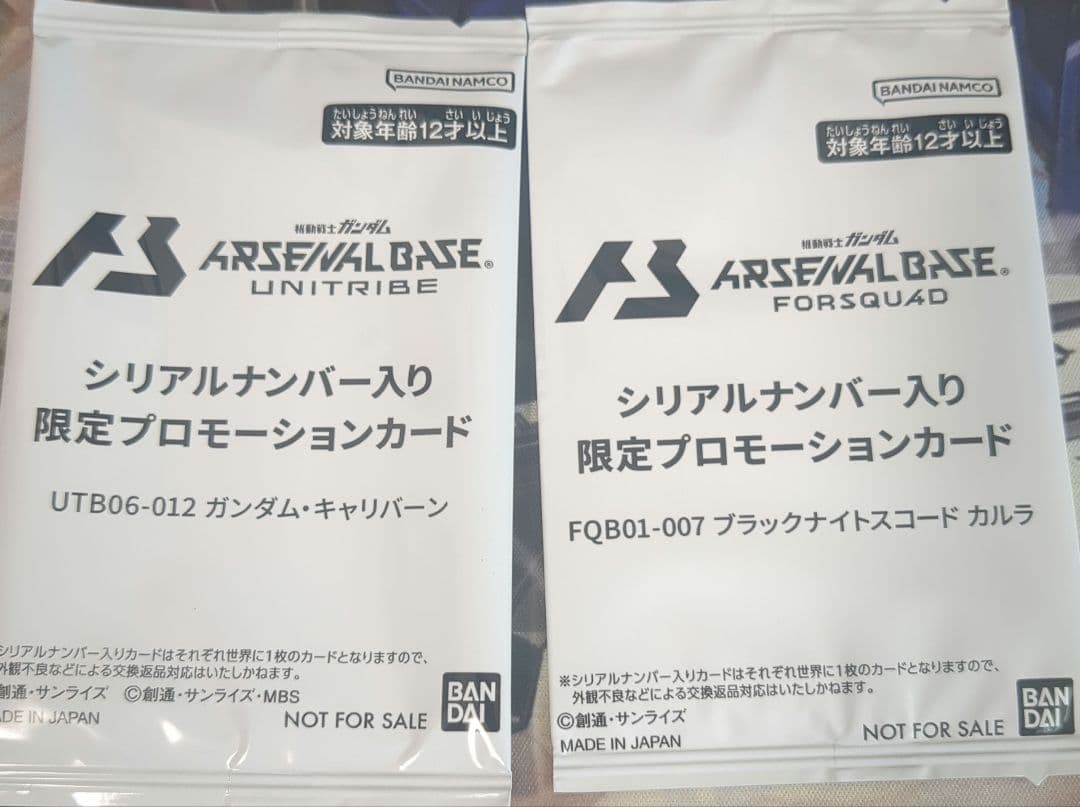 BANDAI NAMCO
たいしょうねんれい さいいじょう
対象年齢12才以上
機動戦士ガンダム
ARSENAL BASE®
UNITRIBE
シリアルナンバー入り
限定プロモーションカード
UTB06-012 ガンダム・キャリバーン
シリアルナンバー入りカードはそれぞれ世界に1枚のカードとなりますので、
外観不良などによる交換返品対応はいたしかねます。
創通・サンライズ ©創通・サンライズ・MBS
ADE IN JAPAN
NOT FOR SALE
BAN
DAI
BANDAI NAMCO
たいしょうねんれい さいいじょう
対象年齢12才以上
機動戦士ガンダム
ARSENAL BASE®
FORSQUAD
シリアルナンバー入り
限定プロモーションカード
FQB01-007 ブラックナイトスコード カルラ
※シリアルナンバー入りカードはそれぞれ世界に1枚のカードとなりますので、
外観不良などによる交換返品対応はいたしかねます。
©創通・サンライズ
MADE IN JAPAN
NOT FOR SALE
BAN
DAI